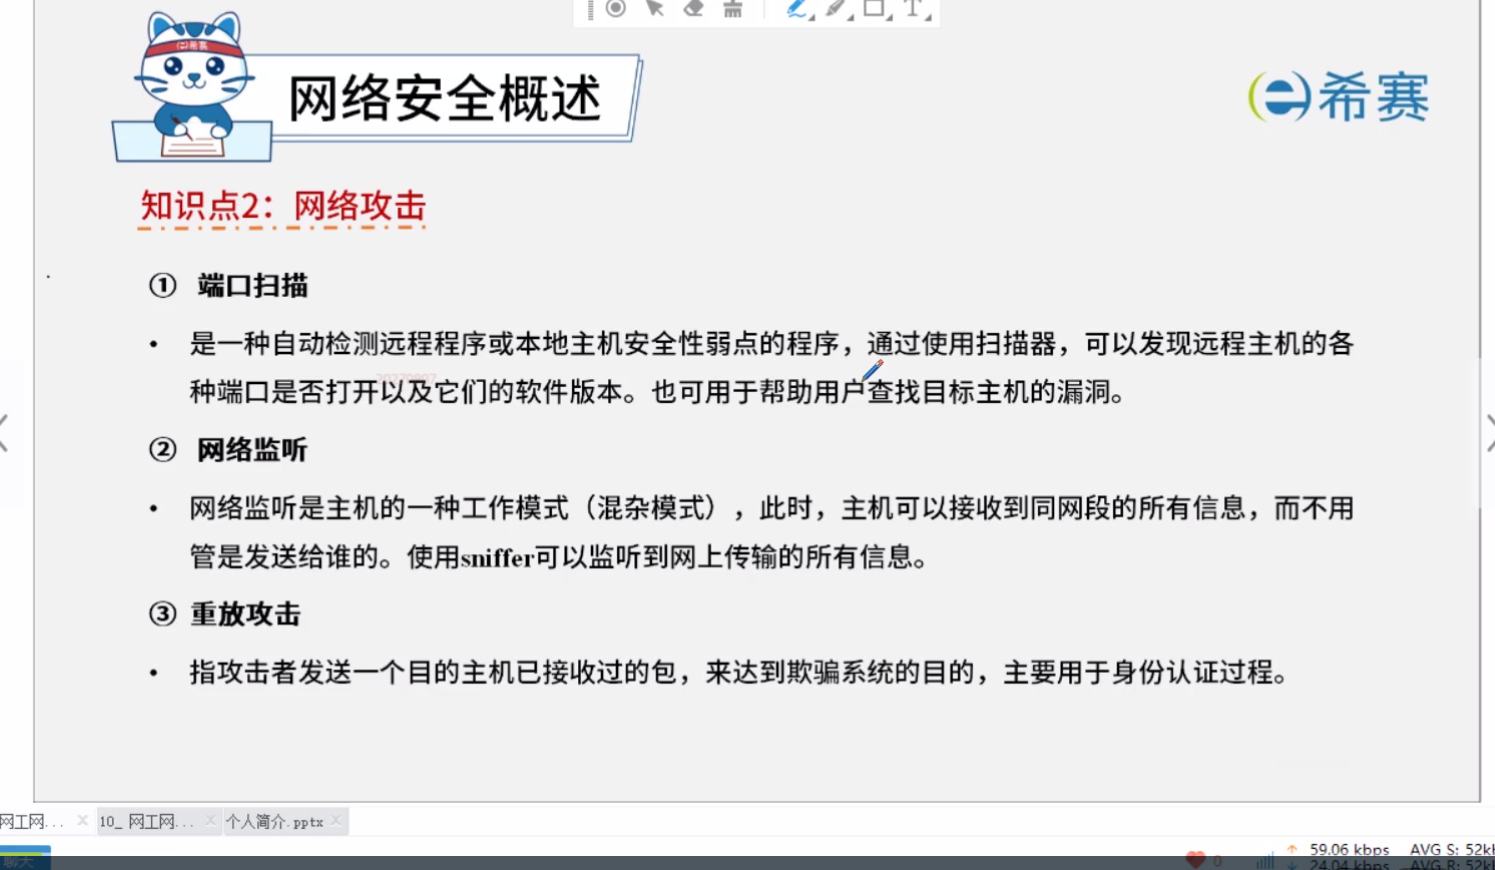 (e)希赛
网络安全概述
(e)希赛
知识点2：网络攻击
① 端口扫描
• 是一种自动检测远程程序或本地主机安全性弱点的程序，通过使用扫描器，可以发现远程主机的各
种端口是否打开以及它们的软件版本。也可用于帮助用户查找目标主机的漏洞。
② 网络监听
• 网络监听是主机的一种工作模式（混杂模式），此时，主机可以接收到同网段的所有信息，而不用
管是发送给谁的。使用sniffer可以监听到网上传输的所有信息。
③ 重放攻击
• 指攻击者发送一个目的主机已接收过的包，来达到欺骗系统的目的，主要用于身份认证过程。
网工网... 10_ 网工网... 个人简介.pptx
聊天
0
59.06 kbps AVG S: 52k
24.04 kbps AVG R: 52k